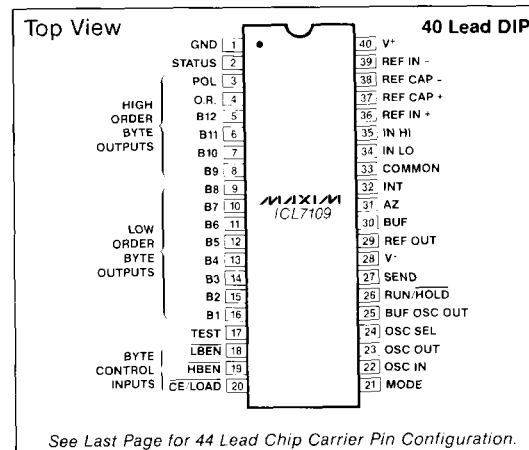 Top View
40 Lead DIP
GND 1
STATUS 2
POL 3
O.R. 4
B12 5
B11 6
B10 7
B9 8
B8 9
B7 10
B6 11
B5 12
B4 13
B3 14
B2 15
B1 16
TEST 17
LBEN 18
HBEN 19
CE/LOAD 20
HIGH
ORDER
BYTE
OUTPUTS
LOW
ORDER
BYTE
OUTPUTS
BYTE
CONTROL
INPUTS
MAXIM
ICL7109
40 V+
39 REF IN -
38 REF CAP -
37 REF CAP +
36 REF IN +
35 IN HI
34 IN LO
33 COMMON
32 INT
31 AZ
30 BUF
29 REF OUT
28 V-
27 SEND
26 RUN/HOLD
25 BUF OSC OUT
24 OSC SEL
23 OSC OUT
22 OSC IN
21 MODE
See Last Page for 44 Lead Chip Carrier Pin Configuration.